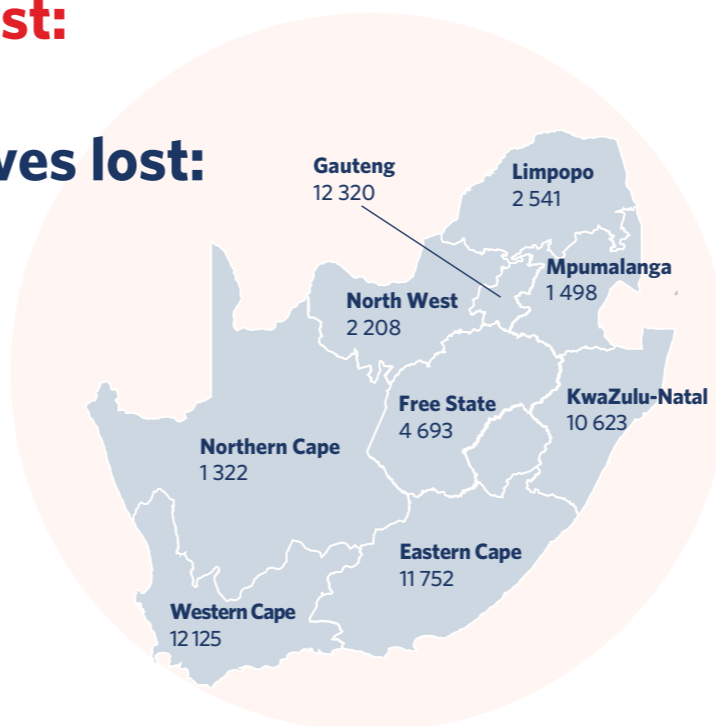 st:
ves lost:
Gauteng
12 320
Limpopo
2 541
Mpumalanga
1 498
North West
2 208
KwaZulu-Natal
10 623
Free State
4 693
Northern Cape
1 322
Eastern Cape
11 752
Western Cape
12 125